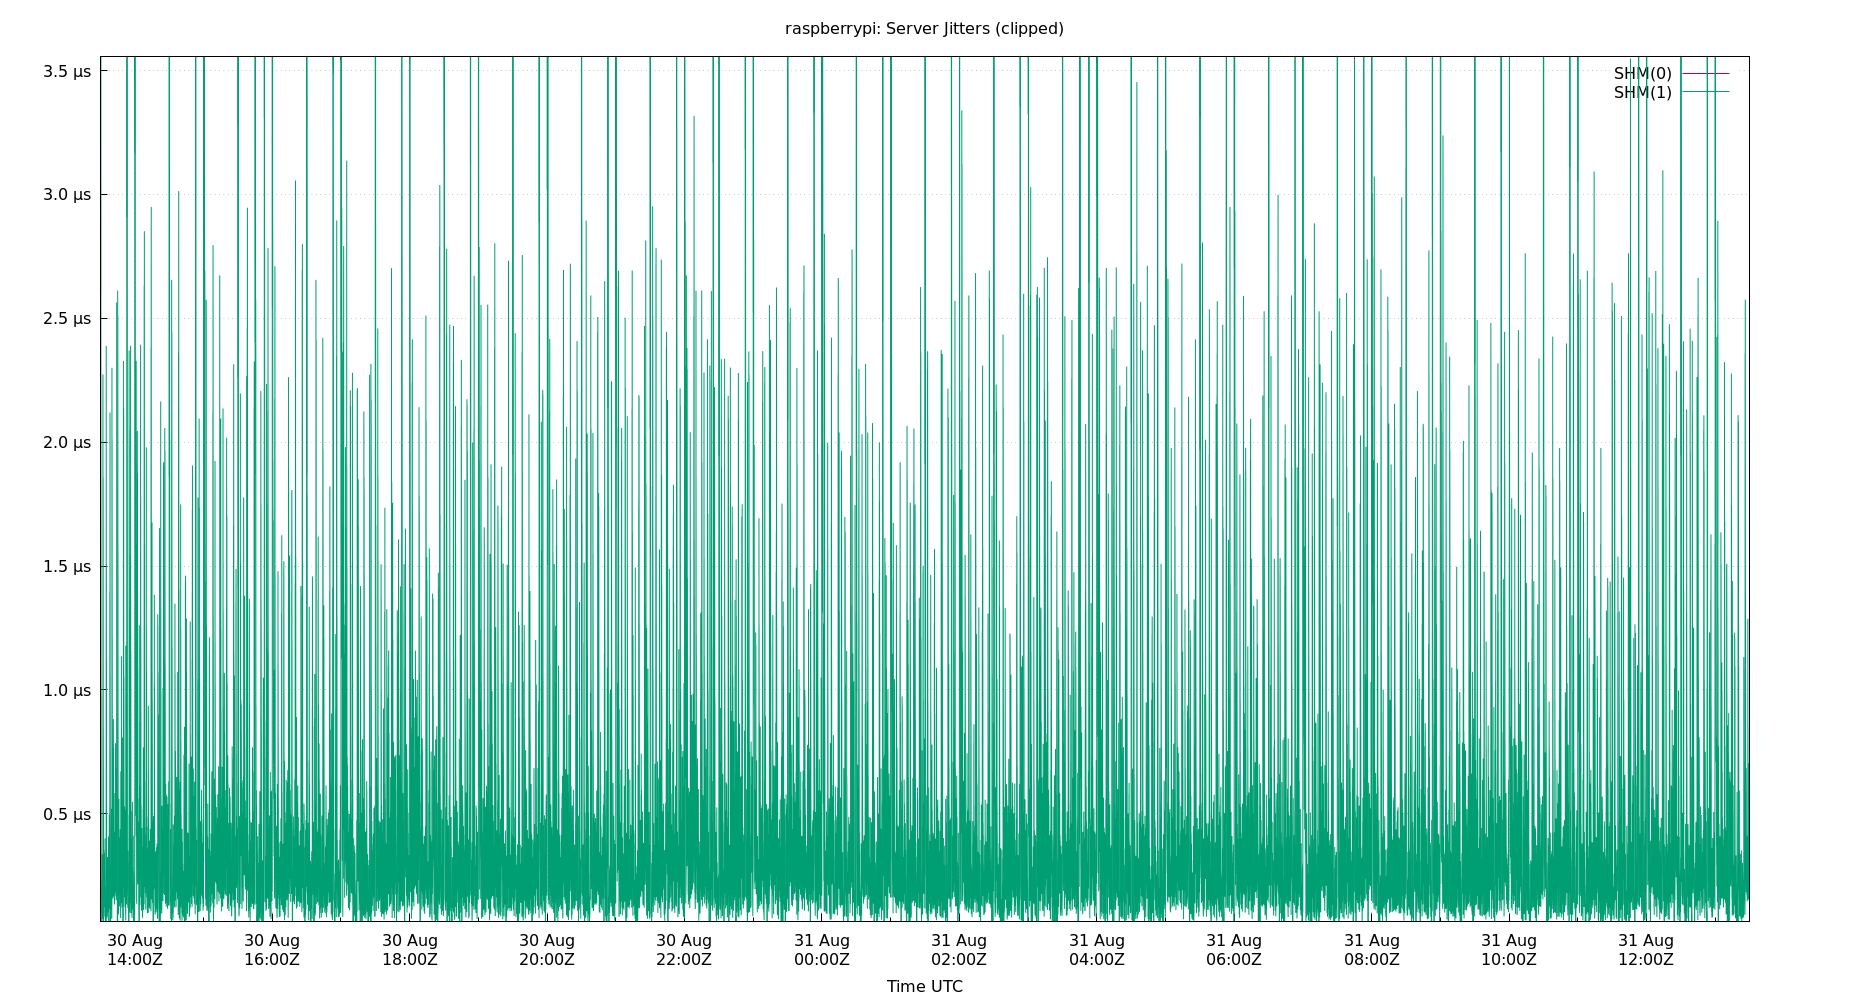 raspberrypi: Server Jitters (clipped)
SHM(0)
SHM(1)
3.5 µs
3.0 µs
2.5 µs
2.0 µs
1.5 µs
1.0 µs
0.5 µs
30 Aug 30 Aug 30 Aug 30 Aug 30 Aug 31 Aug 31 Aug 31 Aug 31 Aug 31 Aug 31 Aug 31 Aug
14:00Z 16:00Z 18:00Z 20:00Z 22:00Z 00:00Z 02:00Z 04:00Z 06:00Z 08:00Z 10:00Z 12:00Z
Time UTC